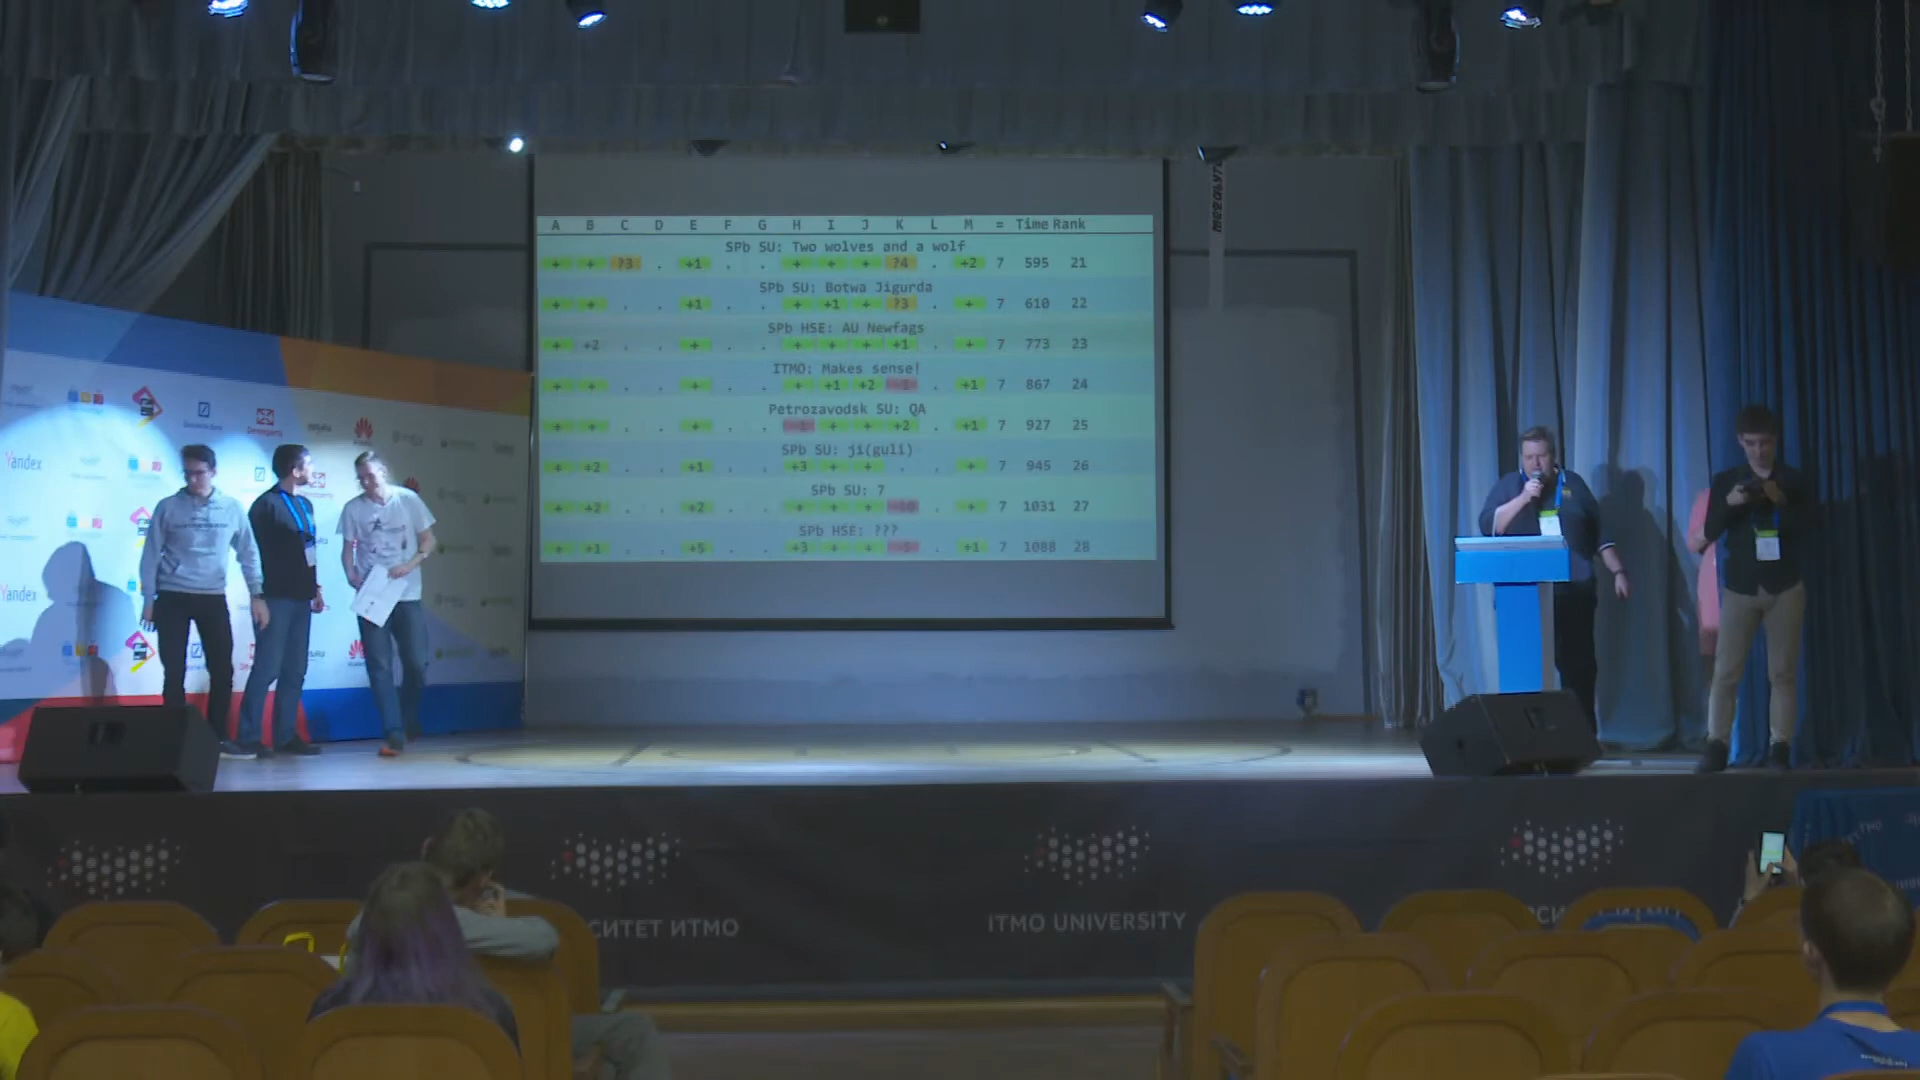 A B C D E F G H I J K L M = Time Rank
SPb SU: Two wolves and a wolf
+ + ?3 . +1 . . + + + ?4 . +2 7 595 21
SPb SU: Botwa Jigurda
+ + . . +1 . . + +1 + ?3 . + 7 610 22
SPb HSE: AU Newfags
+ +2 . . + . . + + + +1 . + 7 773 23
ITMO: Makes sense!
+ + . . + . . + +1 +2 -1 . +1 7 867 24
Petrozavodsk SU: QA
+ + . . + . . -1 + + +2 . +1 7 927 25
SPb SU: ji(guli)
+ +2 . . +1 . . +3 + + . . + 7 945 26
SPb SU: 7
+ +2 . . +2 . . + + + -10 . + 7 1031 27
SPb HSE: ???
+ +1 . . +5 . . +3 + + -5 . +1 7 1088 28
Yandex
Yandex
СИТЕТ ИТМО
ITMO UNIVERSITY